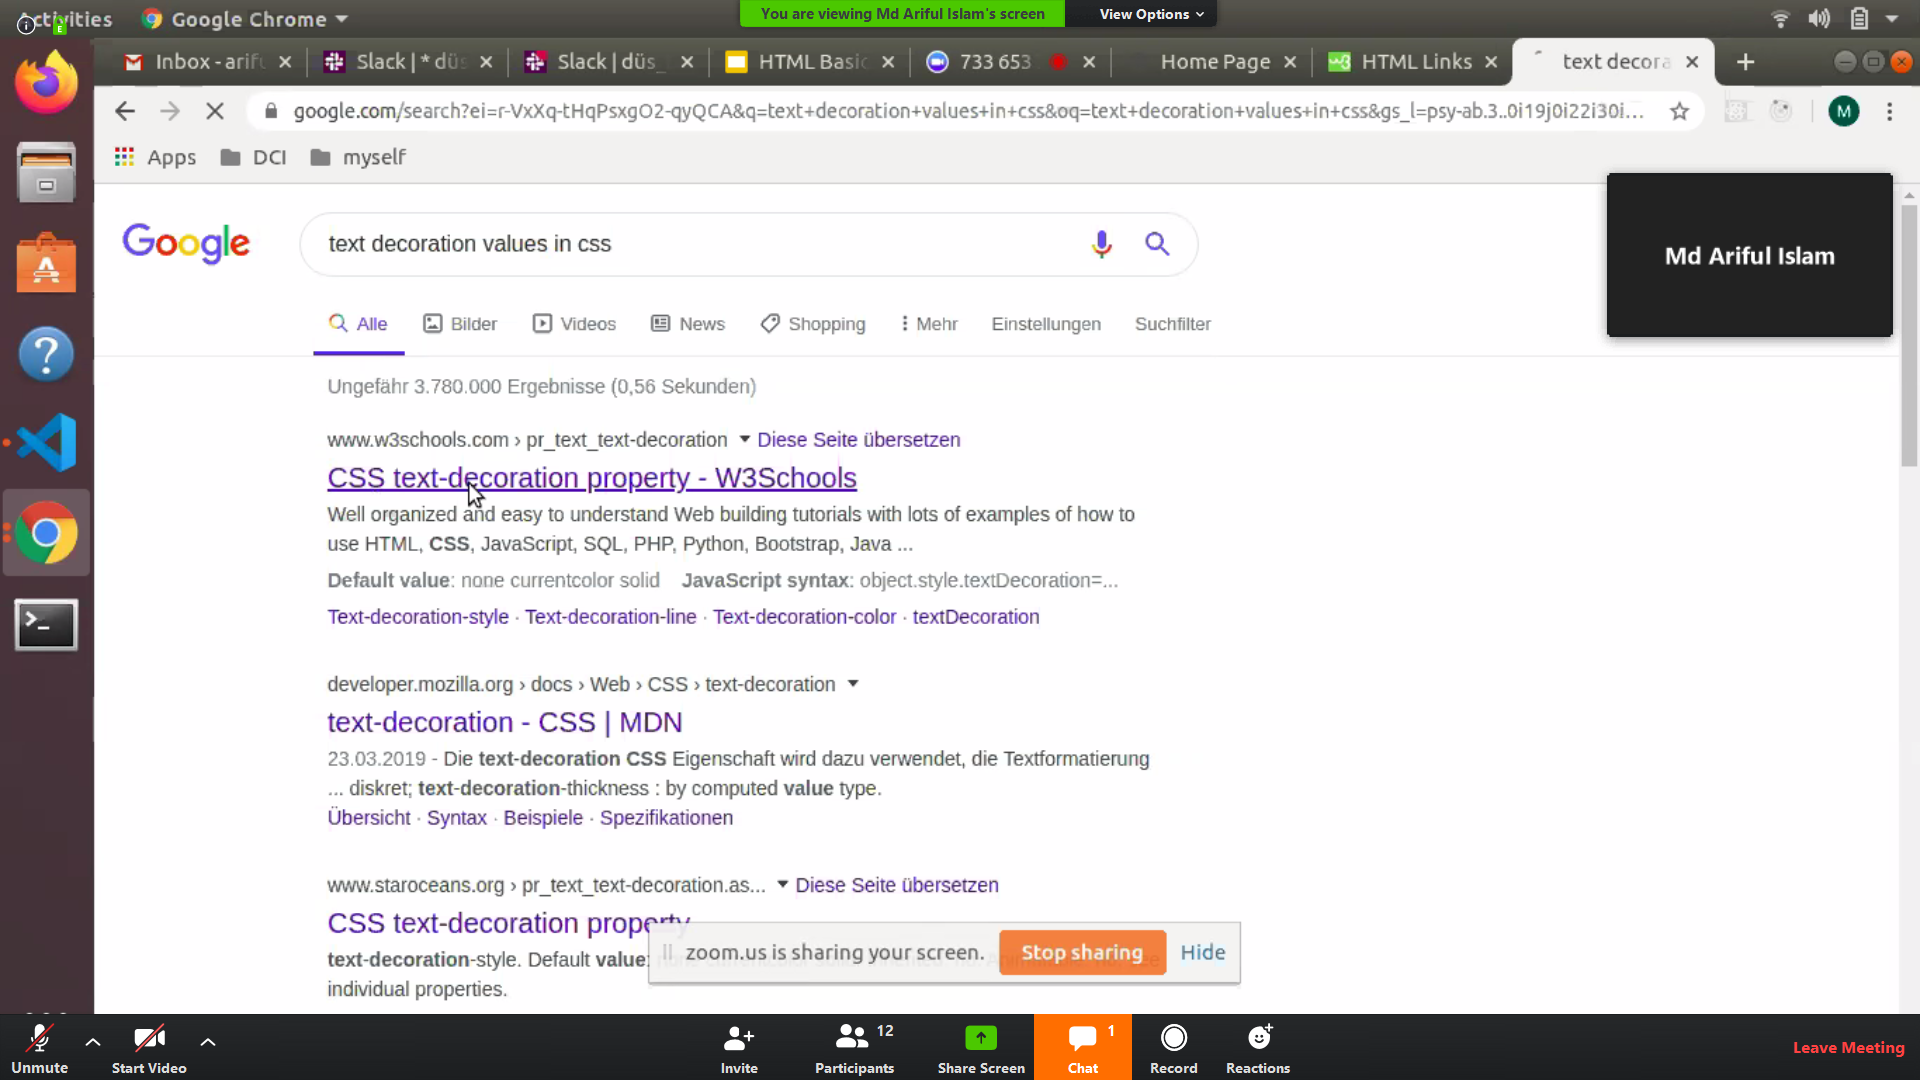 Activities
Google Chrome
You are viewing Md Ariful Islam's screen
View Options
Inbox - arifu
Slack | * düs
Slack | düs_
HTML Basic
733 653
Home Page
HTML Links
text decora
google.com/search?ei=r-VxXq-tHqPsxgO2-qyQCA&q=text+decoration+values+in+css&oq=text+decoration+values+in+css&gs_l=psy-ab.3..0i19j0i22i30i...
M
Apps
DCI
myself
Google
text decoration values in css
Md Ariful Islam
Alle
Bilder
Videos
News
Shopping
Mehr
Einstellungen
Suchfilter
Ungefähr 3.780.000 Ergebnisse (0,56 Sekunden)
www.w3schools.com › pr_text_text-decoration
Diese Seite übersetzen
CSS text-decoration property - W3Schools
Well organized and easy to understand Web building tutorials with lots of examples of how to
use HTML, CSS, JavaScript, SQL, PHP, Python, Bootstrap, Java ...
Default value: none currentcolor solid JavaScript syntax: object.style.textDecoration=...
Text-decoration-style · Text-decoration-line · Text-decoration-color · textDecoration
developer.mozilla.org › docs › Web › CSS › text-decoration
text-decoration - CSS | MDN
23.03.2019 - Die text-decoration CSS Eigenschaft wird dazu verwendet, die Textformatierung
... diskret; text-decoration-thickness : by computed value type.
Übersicht · Syntax · Beispiele · Spezifikationen
www.staroceans.org › pr_text_text-decoration.as...
Diese Seite übersetzen
CSS text-decoration property
text-decoration-style. Default value:
individual properties.
zoom.us is sharing your screen.
Stop sharing
Hide
Unmute
Start Video
Invite
12
Participants
Share Screen
1
Chat
Record
Reactions
Leave Meeting